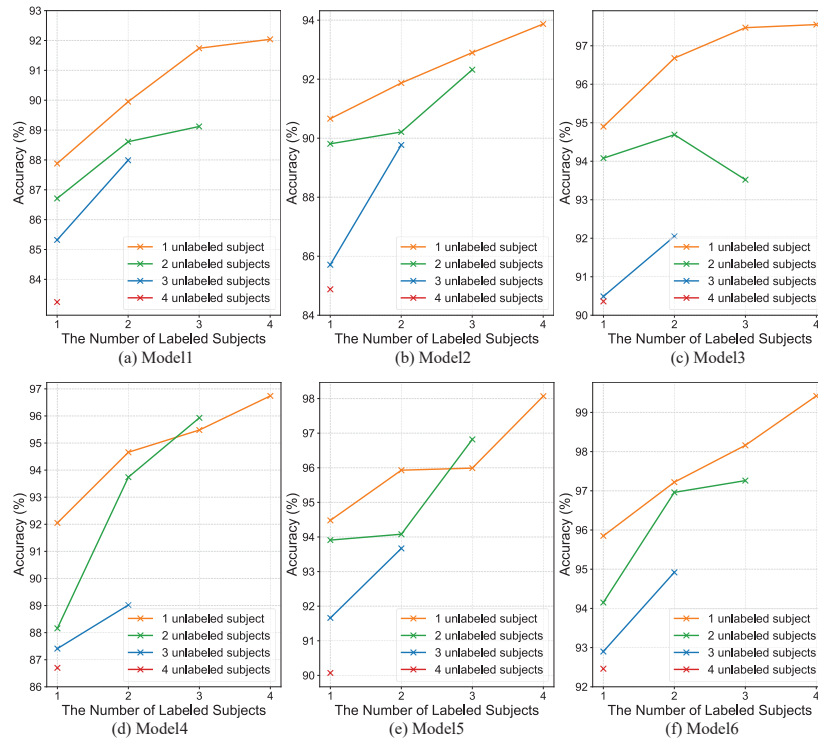 93
92
91
90
89
88
87
86
85
84
Accuracy (%)
1 unlabeled subject
2 unlabeled subjects
3 unlabeled subjects
4 unlabeled subjects
1 2 3 4
The Number of Labeled Subjects
(a) Model1
94
92
90
88
86
84
Accuracy (%)
1 unlabeled subject
2 unlabeled subjects
3 unlabeled subjects
4 unlabeled subjects
1 2 3 4
The Number of Labeled Subjects
(b) Model2
97
96
95
94
93
92
91
90
Accuracy (%)
1 unlabeled subject
2 unlabeled subjects
3 unlabeled subjects
4 unlabeled subjects
1 2 3 4
The Number of Labeled Subjects
(c) Model3
97
96
95
94
93
92
91
90
89
88
87
86
Accuracy (%)
1 unlabeled subject
2 unlabeled subjects
3 unlabeled subjects
4 unlabeled subjects
1 2 3 4
The Number of Labeled Subjects
(d) Model4
98
97
96
95
94
93
92
91
90
Accuracy (%)
1 unlabeled subject
2 unlabeled subjects
3 unlabeled subjects
4 unlabeled subjects
1 2 3 4
The Number of Labeled Subjects
(e) Model5
99
98
97
96
95
94
93
92
Accuracy (%)
1 unlabeled subject
2 unlabeled subjects
3 unlabeled subjects
4 unlabeled subjects
1 2 3 4
The Number of Labeled Subjects
(f) Model6